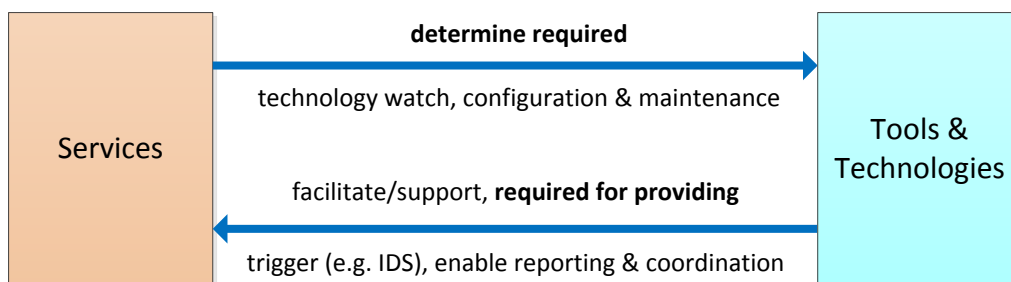 determine required
technology watch, configuration & maintenance
Services
Tools &
Technologies
facilitate/support, required for providing
trigger (e.g. IDS), enable reporting & coordination